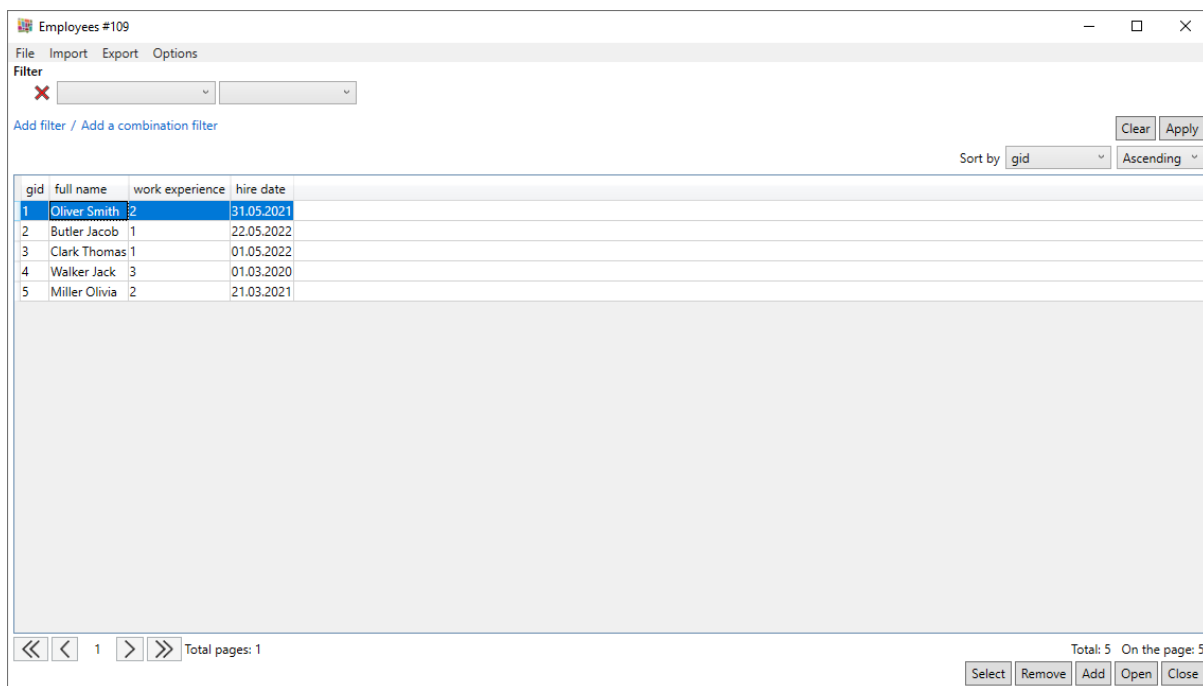 Employees #109
File Import Export Options
Filter
Add filter / Add a combination filter
Clear Apply
Sort by gid Ascending
gid full name work experience hire date
1 Oliver Smith 2 31.05.2021
2 Butler Jacob 1 22.05.2022
3 Clark Thomas 1 01.05.2022
4 Walker Jack 3 01.03.2020
5 Miller Olivia 2 21.03.2021
1 Total pages: 1 Total: 5 On the page: 5
Select Remove Add Open Close